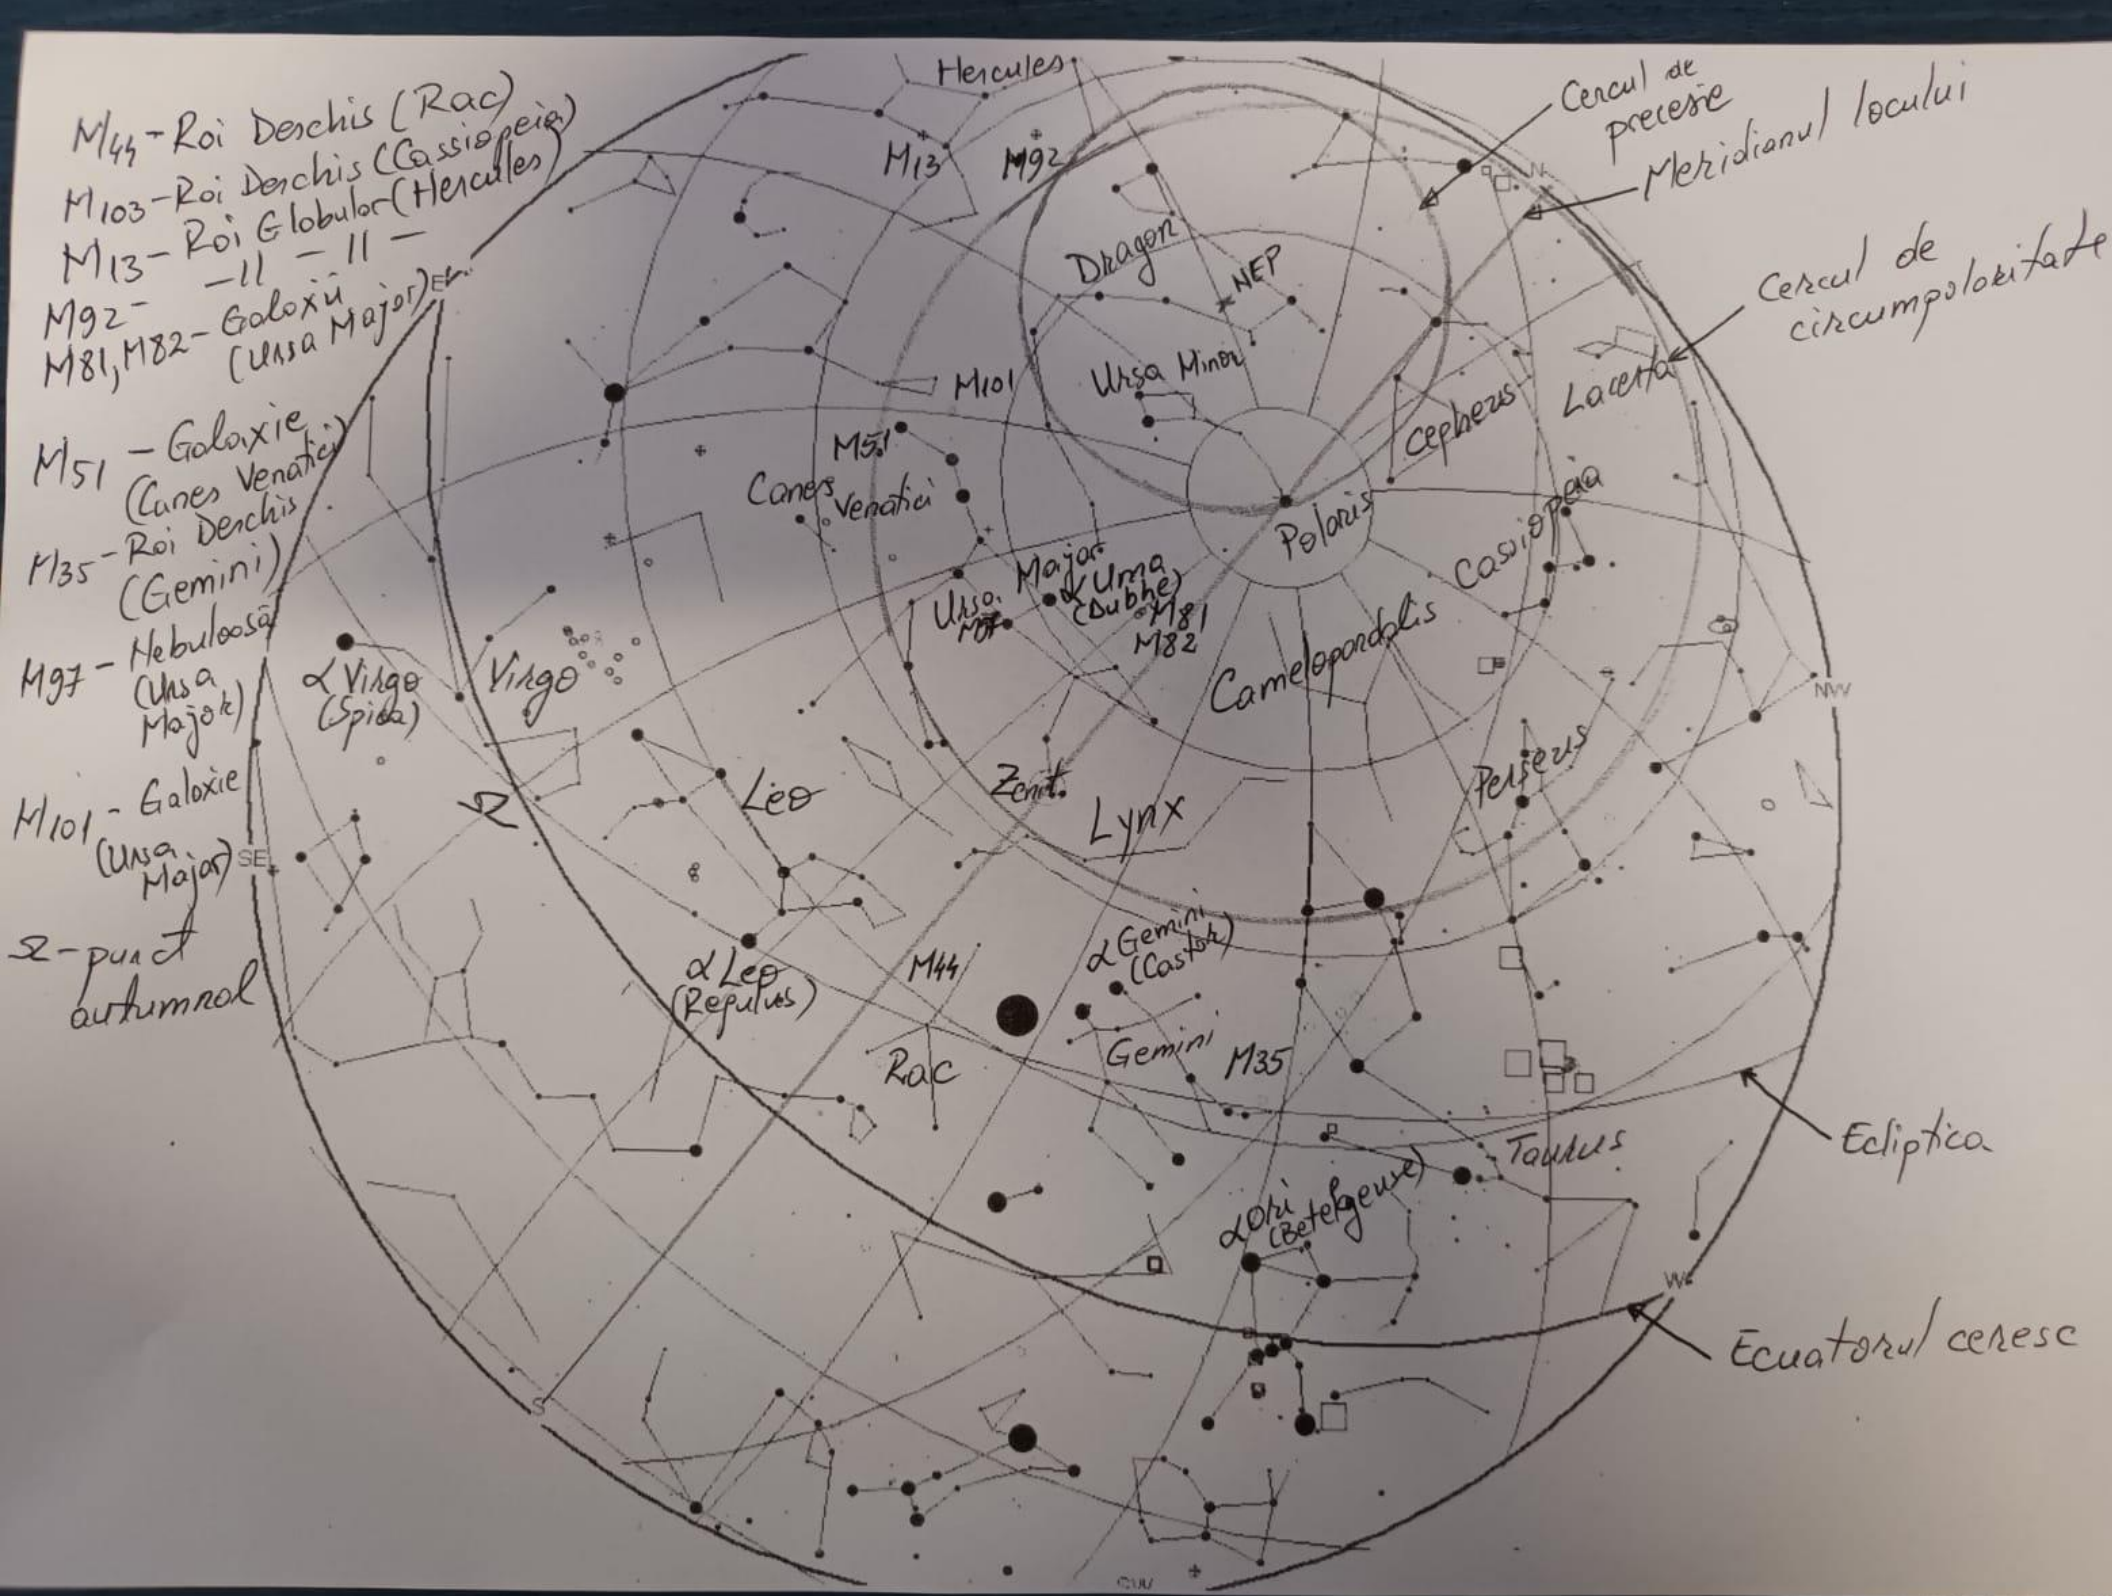 M44-Roi Deschis (Rac)
M103-Roi Deschis (Cassiopeia)
M13-Roi Globular (Hercules)
M92- -11 - 11 -
M81, M82-Galaxii
(Ursa Major)
M51 - Galaxie
(Canes Venatici)
M35-Roi Deschis
(Gemini)
M97-Nebuloasă
(Ursa
Major)
M101-Galaxie
(Ursa
Major)
Ω-punct
autumnal
Hercules
M13
M92
Cercul de
precesie
Meridianul locului
Cercul de
circumpolaritate
N
E
Dragon
NEP
M101
Ursa Minor
Lacerta
Cepheus
M51
Canes
Venatici
Polaris
Cassiopeia
Ursa
Major
M97
α Uma
(Dubhe)
M81
M82
Camelopardalis
α Virgo
(Spica)
Virgo
NW
Leo
Zenit
Lynx
Perseus
Ω
SE
α Leo
(Regulus)
M44
α Gemini
(Castor)
Rac
Gemini
M35
Ecliptica
Taurus
α Ori
(Betelgeuse)
W
Ecuatorul ceresc
S
SW